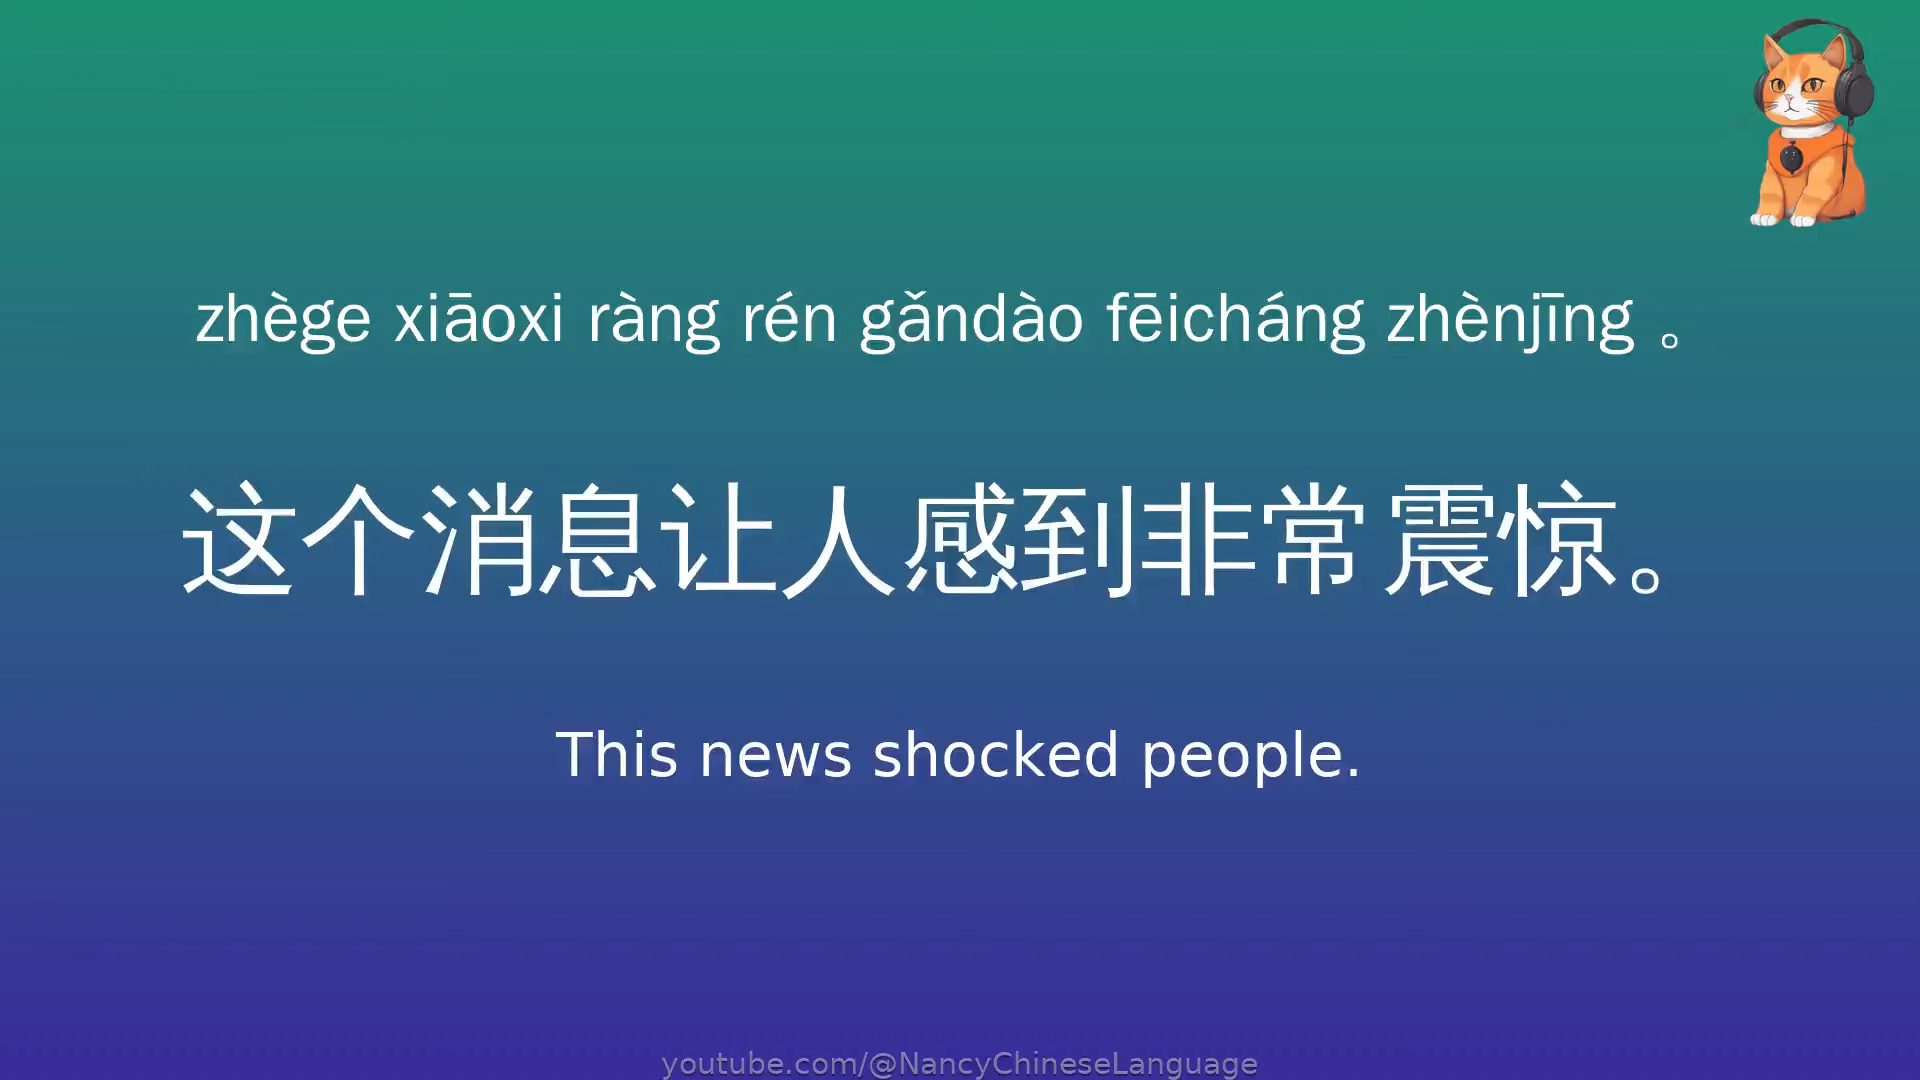 zhège xiāoxi ràng rén gǎndào fēicháng zhènjīng 。
这个消息让人感到非常震惊。
This news shocked people.
youtube.com/@NancyChineseLanguage